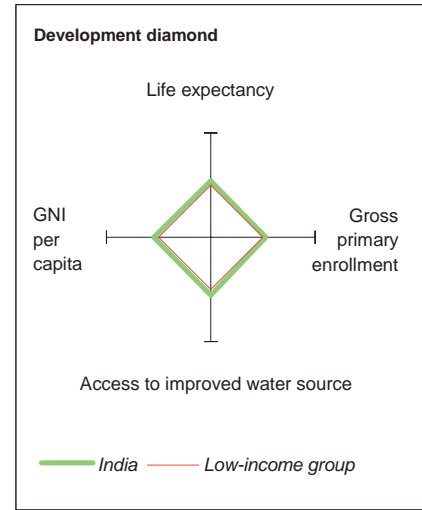 Development diamond
Life expectancy
GNI
per
capita
Gross
primary
enrollment
Access to improved water source
India
Low-income group